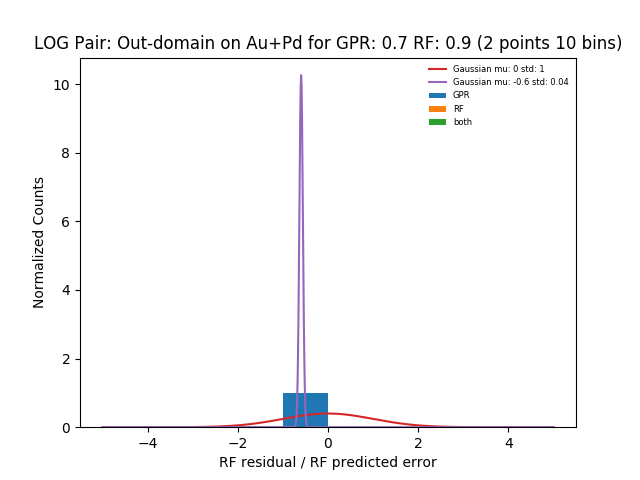 LOG Pair: Out-domain on Au+Pd for GPR: 0.7 RF: 0.9 (2 points 10 bins)
Gaussian mu: 0 std: 1
Gaussian mu: -0.6 std: 0.04
GPR
RF
both
Normalized Counts
10
8
6
4
2
0
−4
−2
0
2
4
RF residual / RF predicted error